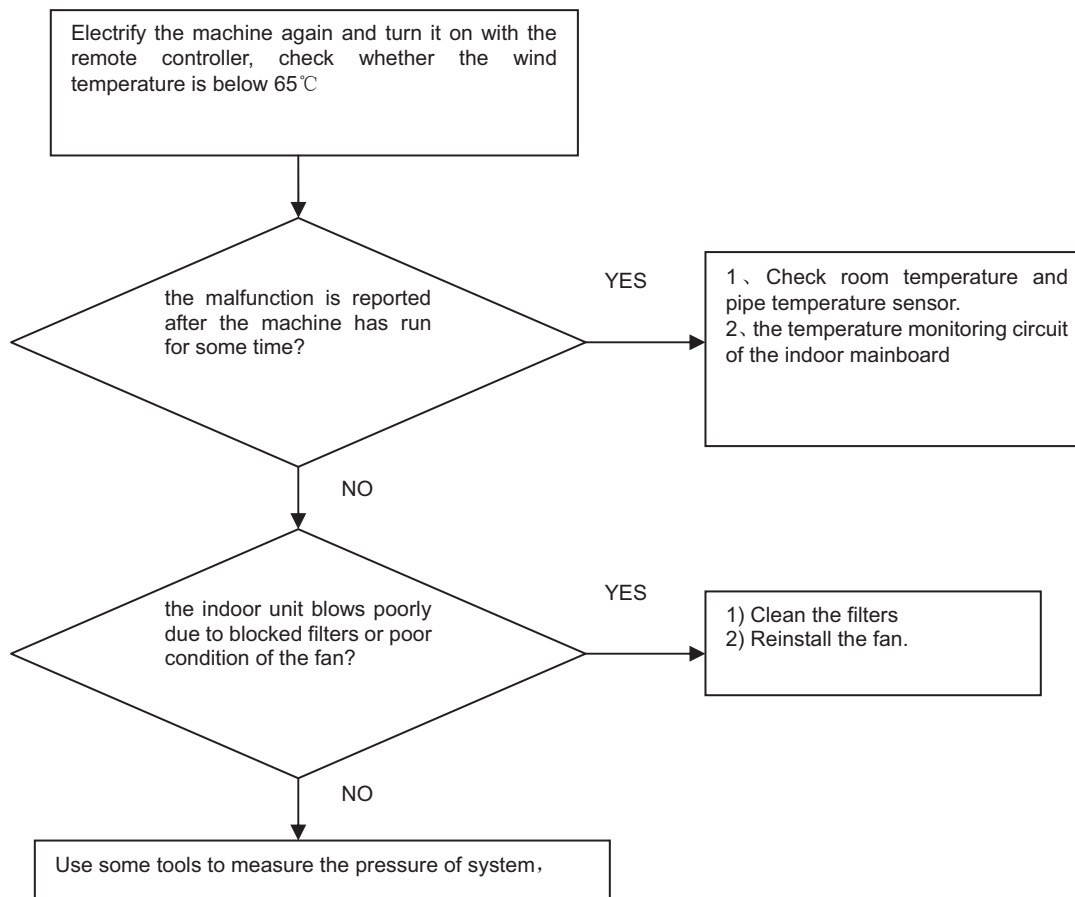 Electrify the machine again and turn it on with the
remote controller, check whether the wind
temperature is below 65℃
the malfunction is reported
after the machine has run
for some time?
YES
1、Check room temperature and
pipe temperature sensor.
2、the temperature monitoring circuit
of the indoor mainboard
NO
the indoor unit blows poorly
due to blocked filters or poor
condition of the fan?
YES
1) Clean the filters
2) Reinstall the fan.
NO
Use some tools to measure the pressure of system，